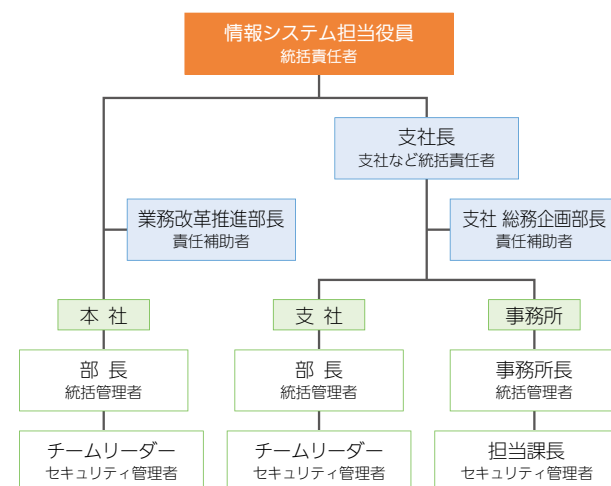 情報システム担当役員
統括責任者
支社長
支社など統括責任者
業務改革推進部長
責任補助者
支社 総務企画部長
責任補助者
本 社
支 社
事務所
部 長
統括管理者
部 長
統括管理者
事務所長
統括管理者
チームリーダー
セキュリティ管理者
チームリーダー
セキュリティ管理者
担当課長
セキュリティ管理者